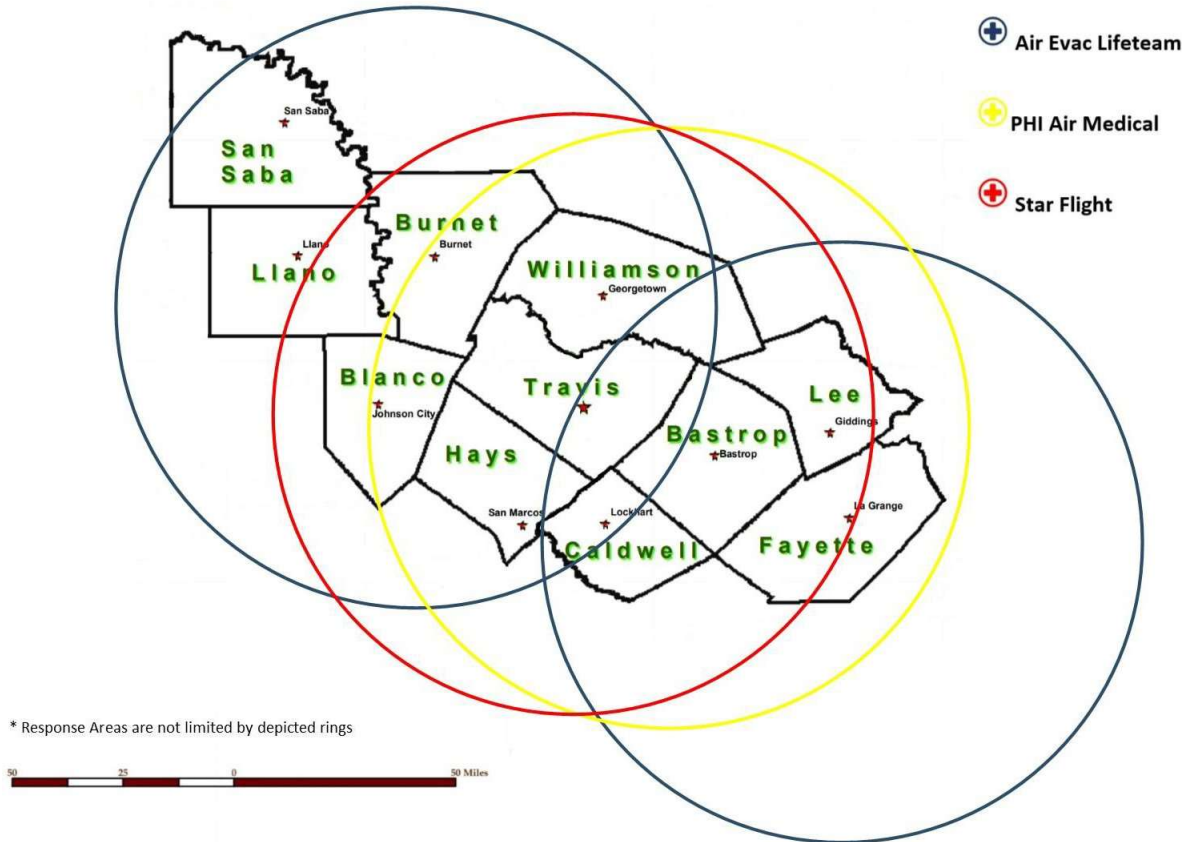 Air Evac Lifeteam
PHI Air Medical
Star Flight
San Saba
San
Saba
Burnet
Burnet
Llano
Llano
Williamson
Georgetown
Blanco
Johnson City
Travis
Lee
Giddings
Bastrop
Bastrop
Hays
San Marcos
Lockhart
Caldwell
La Grange
Fayette
* Response Areas are not limited by depicted rings
50 25 0 50 Miles